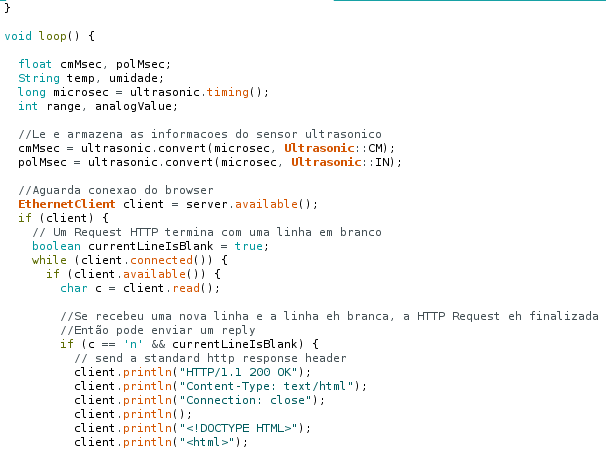 }
void loop() {
float cmMsec, polMsec;
String temp, umidade;
long microsec = ultrasonic.timing();
int range, analogValue;
//Le e armazena as informacoes do sensor ultrasonico
cmMsec = ultrasonic.convert(microsec, Ultrasonic::CM);
polMsec = ultrasonic.convert(microsec, Ultrasonic::IN);
//Aguarda conexao do browser
EthernetClient client = server.available();
if (client) {
// Um Request HTTP termina com uma linha em branco
boolean currentLineIsBlank = true;
while (client.connected()) {
if (client.available()) {
char c = client.read();
//Se recebeu uma nova linha e a linha eh branca, a HTTP Request eh finalizada
//Então pode enviar um reply
if (c == 'n' && currentLineIsBlank) {
// send a standard http response header
client.println("HTTP/1.1 200 OK");
client.println("Content-Type: text/html");
client.println("Connection: close");
client.println();
client.println("<!DOCTYPE HTML>");
client.println("<html>");